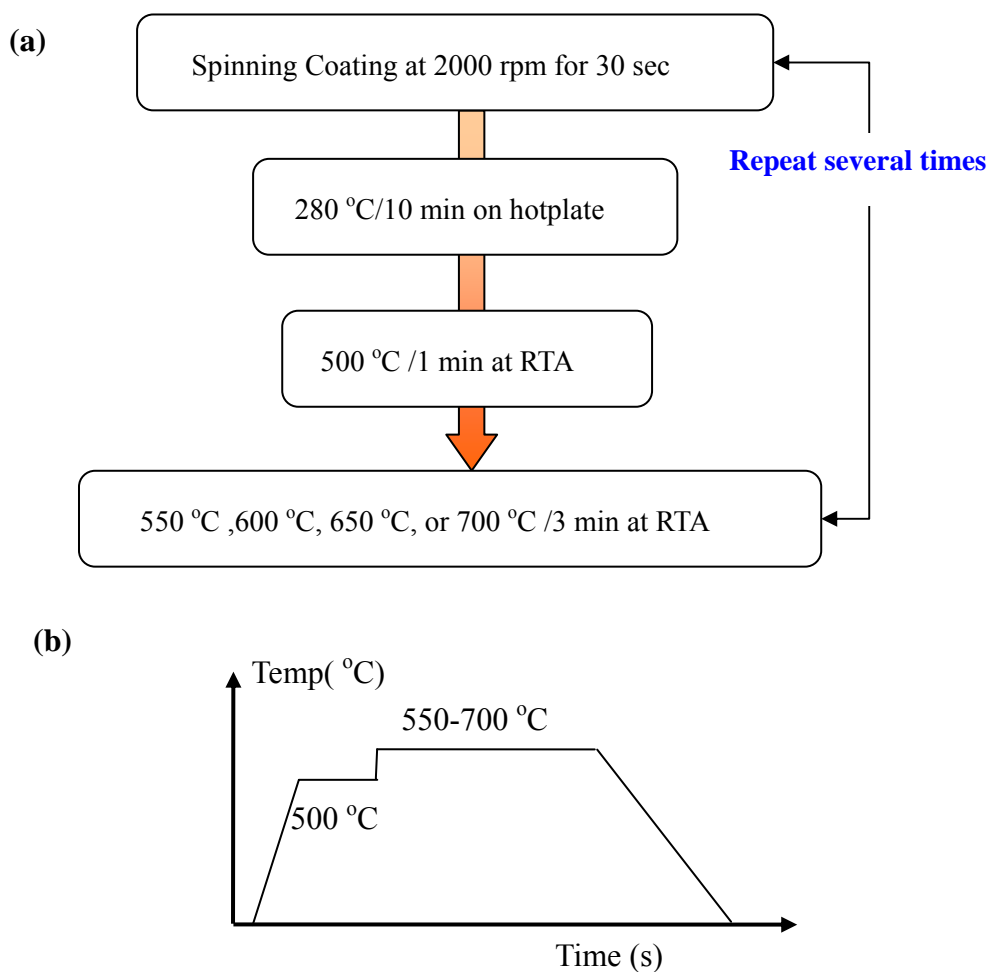 (a)
Spinning Coating at 2000 rpm for 30 sec
Repeat several times
280 °C/10 min on hotplate
500 °C /1 min at RTA
550 °C ,600 °C, 650 °C, or 700 °C /3 min at RTA
(b)
Temp( °C)
550-700 °C
500 °C
Time (s)